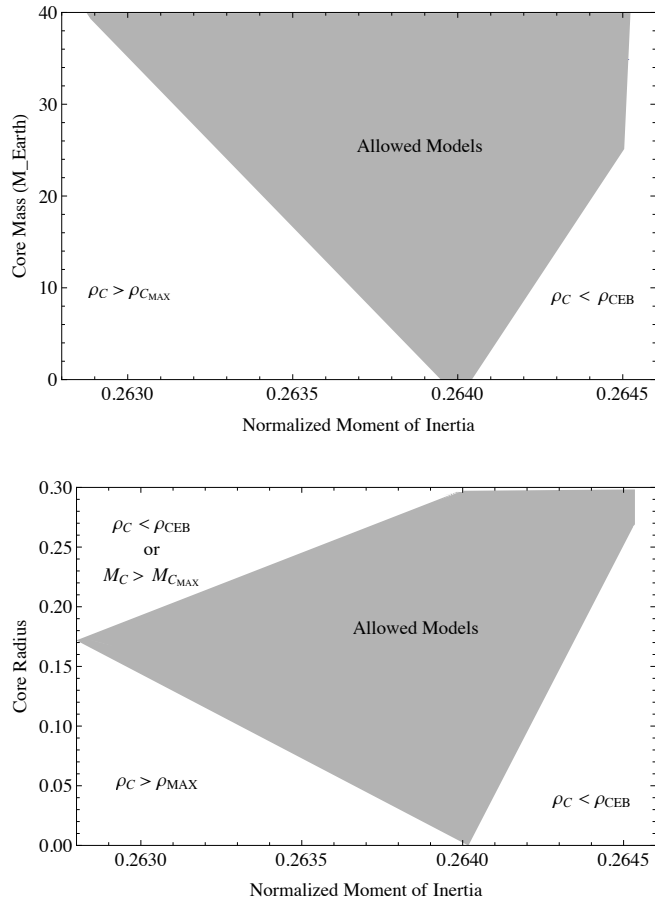 40
30
20
10
0
Core Mass (M_Earth)
Allowed Models
ρC > ρCMAX
ρC < ρCEB
0.2630 0.2635 0.2640 0.2645
Normalized Moment of Inertia
0.30
0.25
0.20
0.15
0.10
0.05
0.00
Core Radius
ρC < ρCEB
or
MC > MCMAX
Allowed Models
ρC > ρMAX
ρC < ρCEB
0.2630 0.2635 0.2640 0.2645
Normalized Moment of Inertia